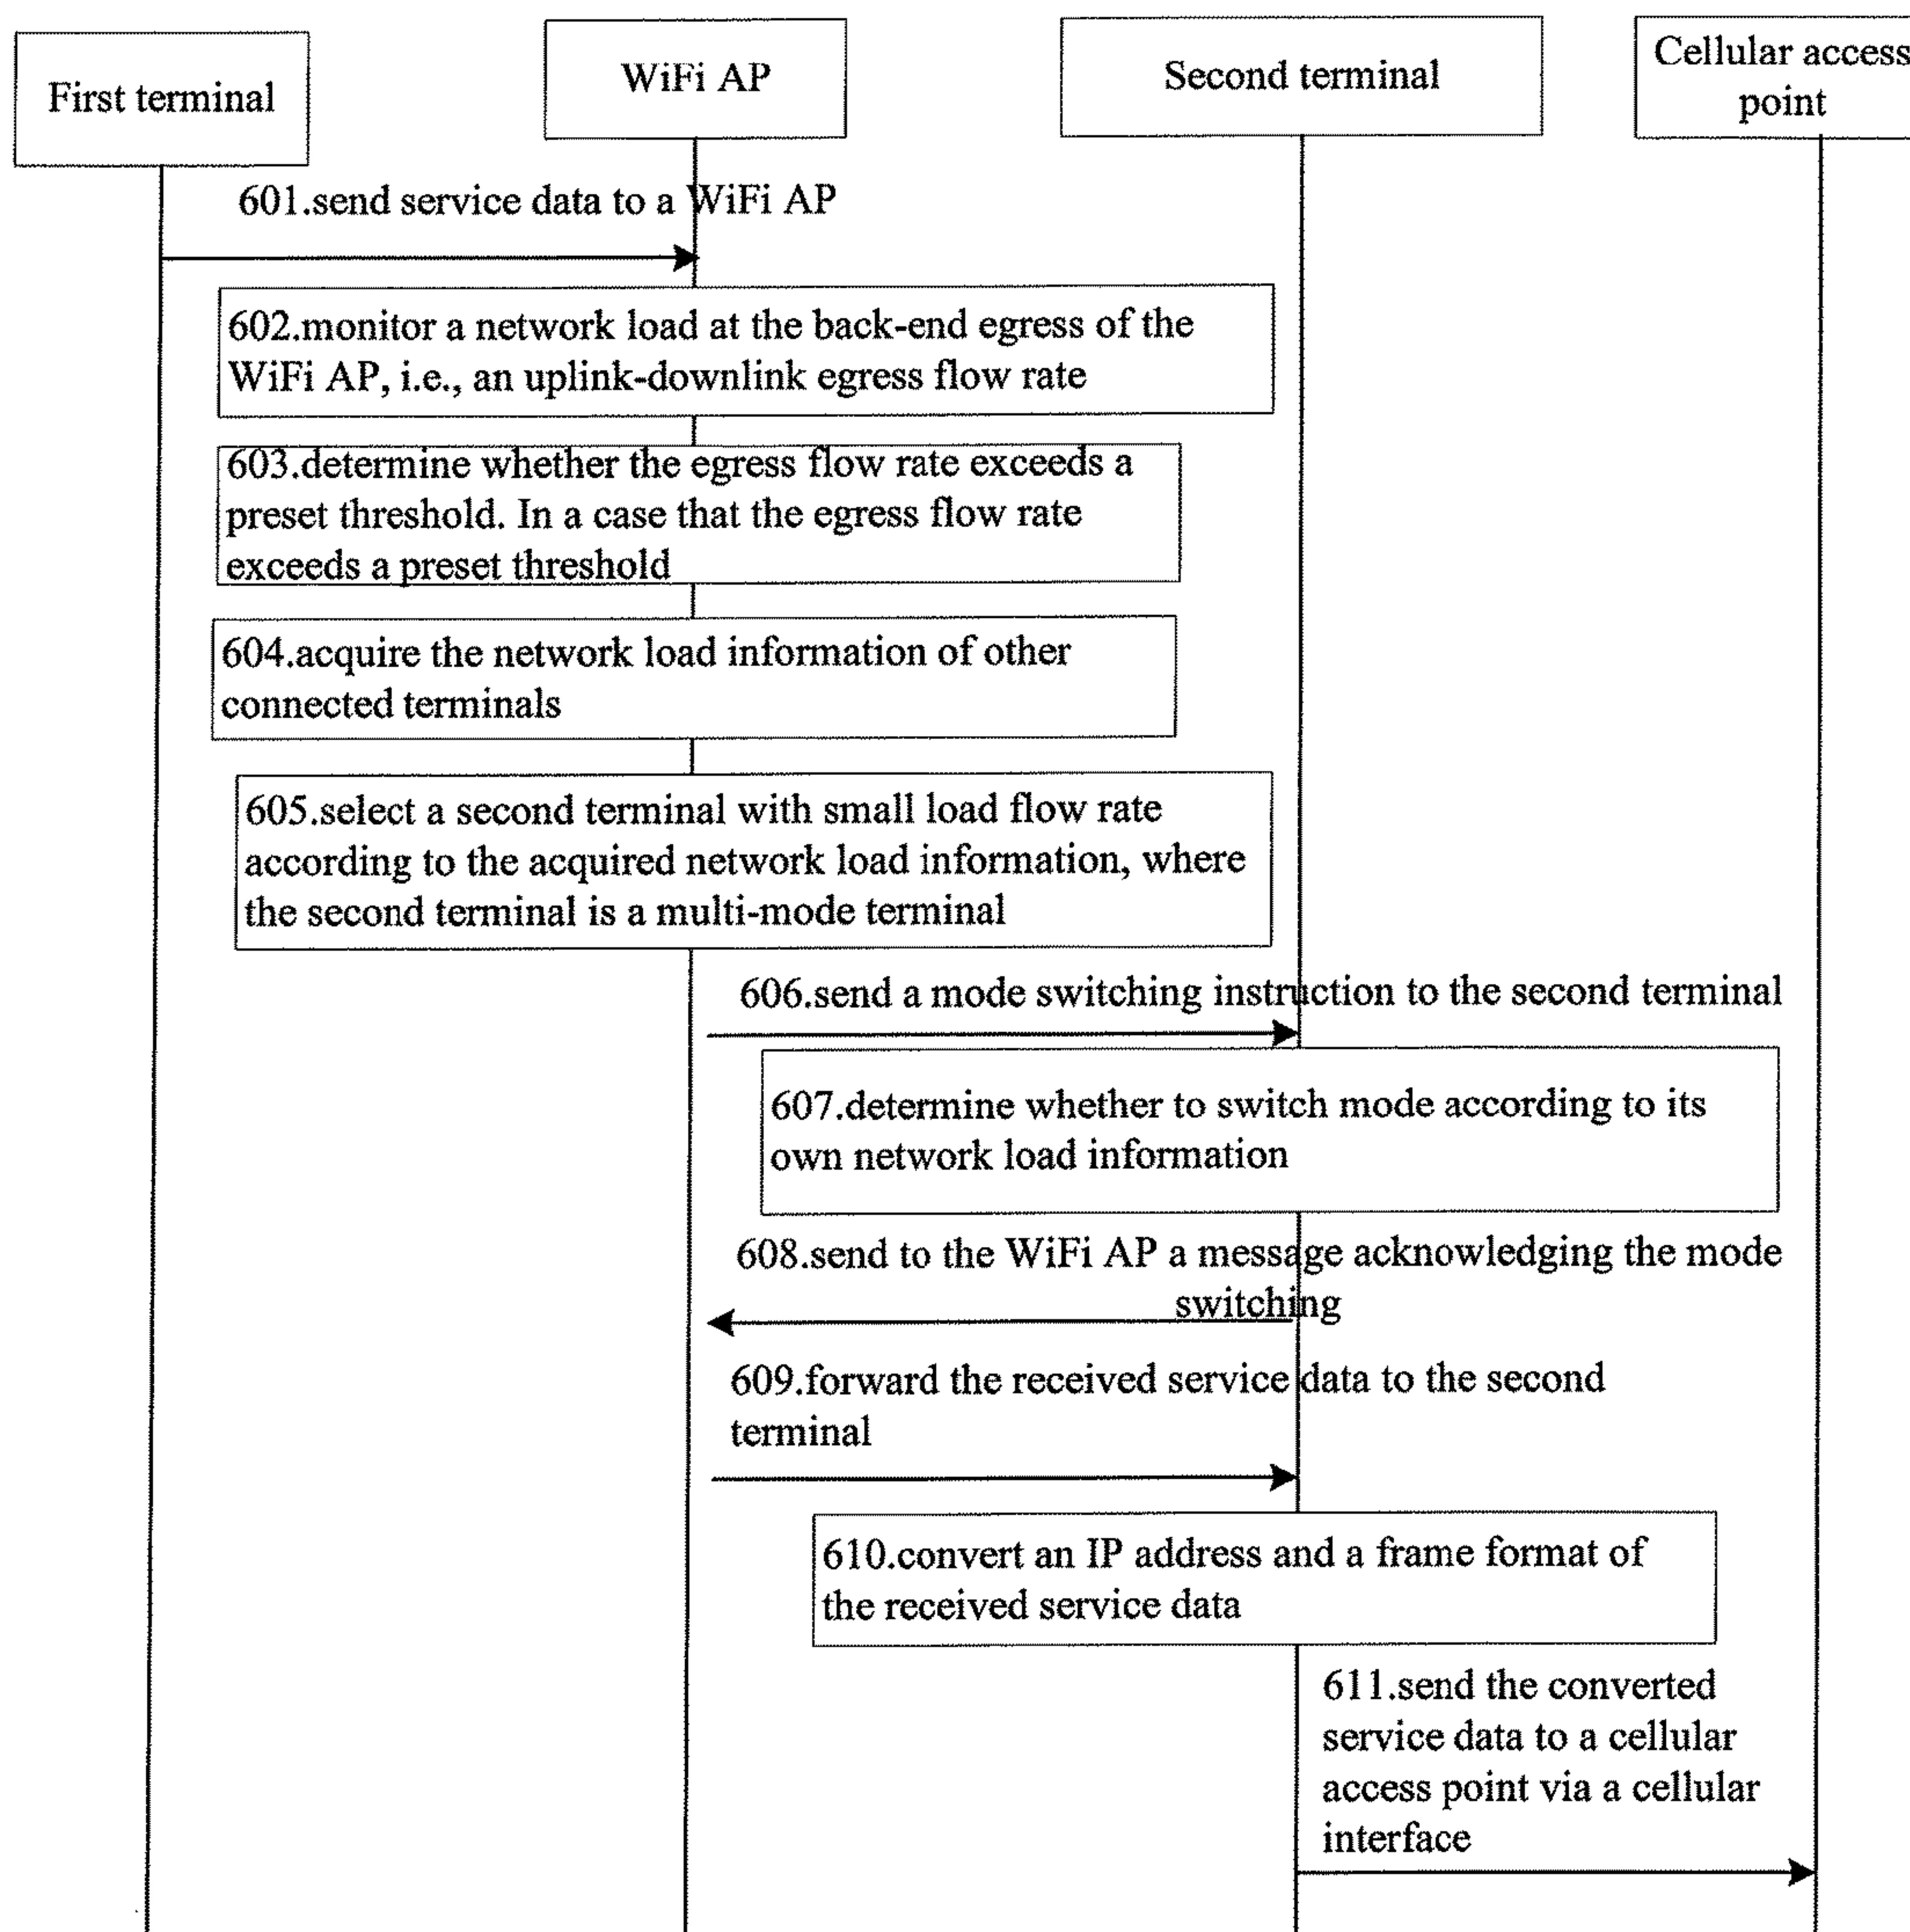 First terminal
WiFi AP
Second terminal
Cellular access
point
601.send service data to a WiFi AP
602.monitor a network load at the back-end egress of the
WiFi AP, i.e., an uplink-downlink egress flow rate
603.determine whether the egress flow rate exceeds a
preset threshold. In a case that the egress flow rate
exceeds a preset threshold
604.acquire the network load information of other
connected terminals
605.select a second terminal with small load flow rate
according to the acquired network load information, where
the second terminal is a multi-mode terminal
606.send a mode switching instruction to the second terminal
607.determine whether to switch mode according to its
own network load information
608.send to the WiFi AP a message acknowledging the mode
switching
609.forward the received service data to the second
terminal
610.convert an IP address and a frame format of
the received service data
611.send the converted
service data to a cellular
access point via a cellular
interface